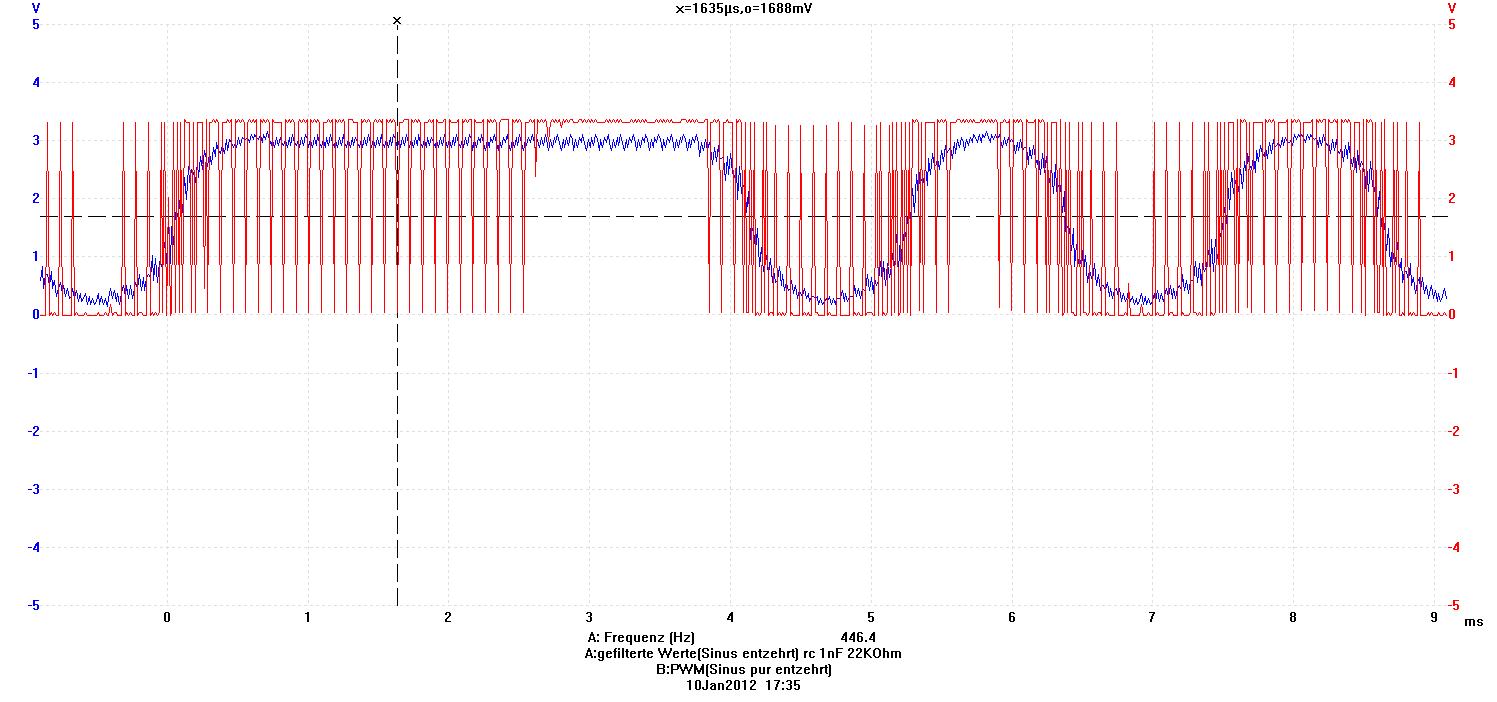 x=1635µs,o=1688mV
V V
x
5 5
4 4
3 3
2 2
1 1
0 0
-1 -1
-2 -2
-3 -3
-4 -4
-5 -5
0 1 2 3 4 5 6 7 8 9
ms
A: Frequenz (Hz) 446.4
A:gefilterte Werte(Sinus entzehrt) rc 1nF 22KOhm
B:PWM(Sinus pur entzehrt)
10Jan2012 17:35